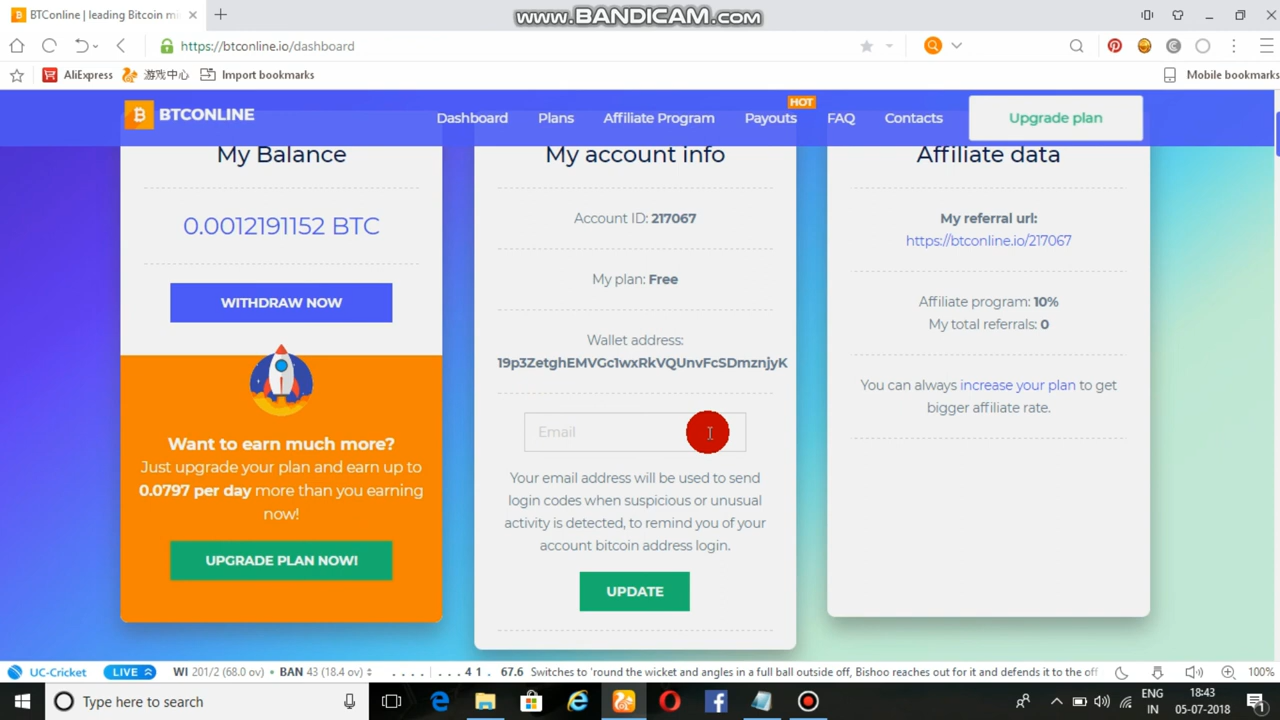 www.BANDICAM.com
BTConline | leading Bitcoin mi
https://btconline.io/dashboard
AliExpress 游戏中心 Import bookmarks Mobile bookmarks
BTCONLINE Dashboard Plans Affiliate Program Payouts HOT FAQ Contacts Upgrade plan
My Balance
0.0012191152 BTC
WITHDRAW NOW
Want to earn much more?
Just upgrade your plan and earn up to
0.0797 per day more than you earning
now!
UPGRADE PLAN NOW!
My account info
Account ID: 217067
My plan: Free
Wallet address:
19p3ZetghEMVGc1wxRkVQUnvFcSDmznjyK
Email
Your email address will be used to send
login codes when suspicious or unusual
activity is detected, to remind you of your
account bitcoin address login.
UPDATE
Affiliate data
My referral url:
https://btconline.io/217067
Affiliate program: 10%
My total referrals: 0
You can always increase your plan to get
bigger affiliate rate.
UC-Cricket LIVE WI 201/2 (68.0 ov) • BAN 43 (18.4 ov) . . . . . . 4 1 . 67.6 Switches to 'round the wicket and angles in a full ball outside off, Bishoo reaches out for it and defends it to the off 100%
Type here to search
ENG
IN
18:43
05-07-2018
1